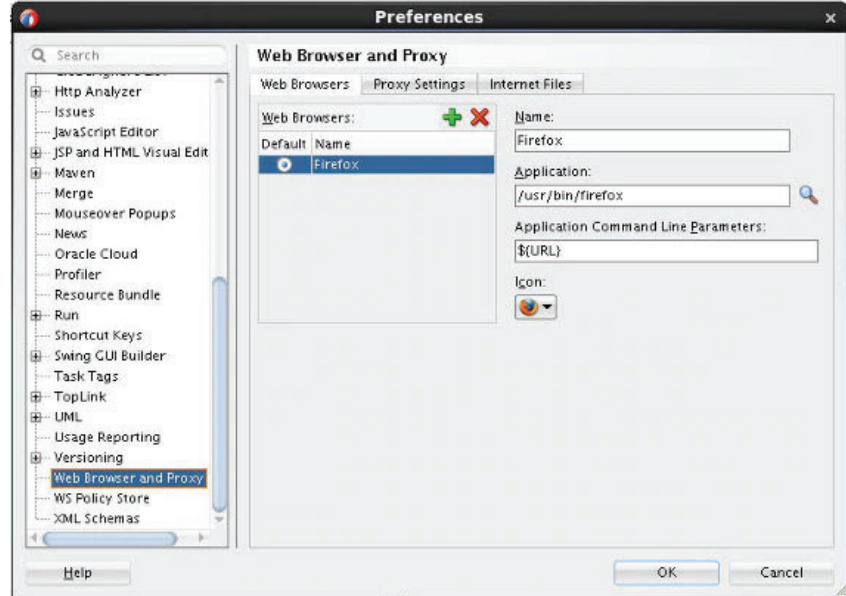 Preferences
Search
Web Browser and Proxy
Web Browsers
Proxy Settings
Internet Files
Http Analyzer
Issues
JavaScript Editor
JSP and HTML Visual Edit
Maven
Merge
Mouseover Popups
News
Oracle Cloud
Profiler
Resource Bundle
Run
Shortcut Keys
Swing GUI Builder
Task Tags
TopLink
UML
Usage Reporting
Versioning
Web Browser and Proxy
WS Policy Store
XML Schemas
Web Browsers:
Default Name
Firefox
Name:
Firefox
Application:
/usr/bin/firefox
Application Command Line Parameters:
${URL}
Icon:
Help
OK
Cancel